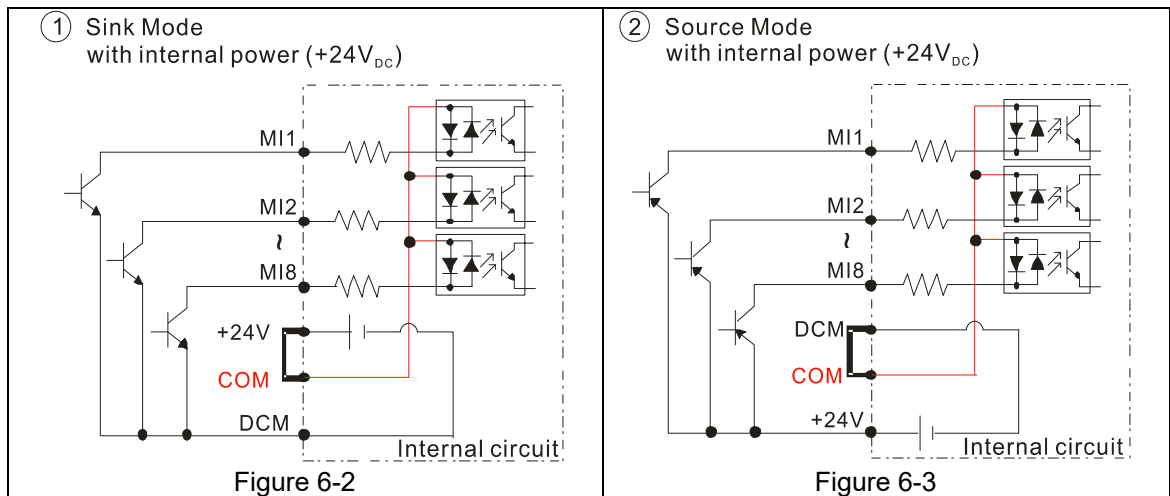 ① Sink Mode
with internal power (+24VDC)
MI1
MI2
~
MI8
+24V
COM
DCM
Internal circuit
Figure 6-2
② Source Mode
with internal power (+24VDC)
MI1
MI2
~
MI8
DCM
COM
+24V
Internal circuit
Figure 6-3